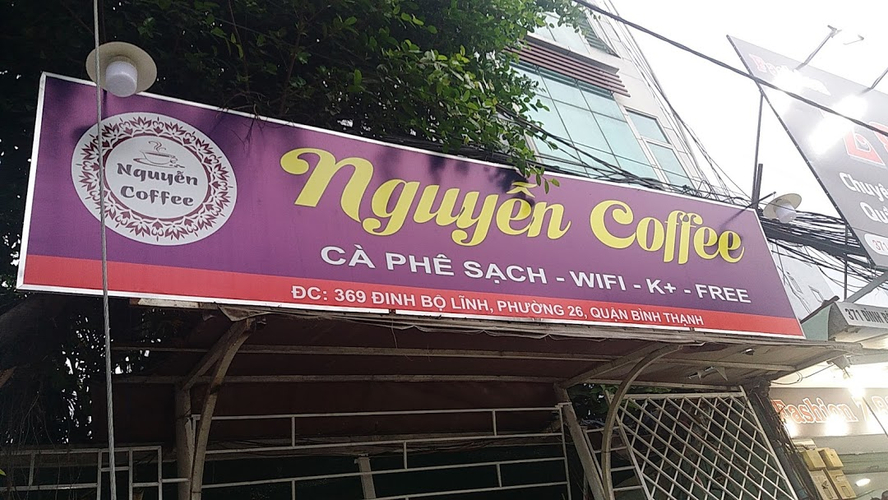 Nguyễn
Coffee
Nguyễn Coffee
CÀ PHÊ SẠCH - WIFI - K+ - FREE
ĐC: 369 ĐINH BỘ LĨNH, PHƯỜNG 26, QUẬN BÌNH THẠNH
Fashion